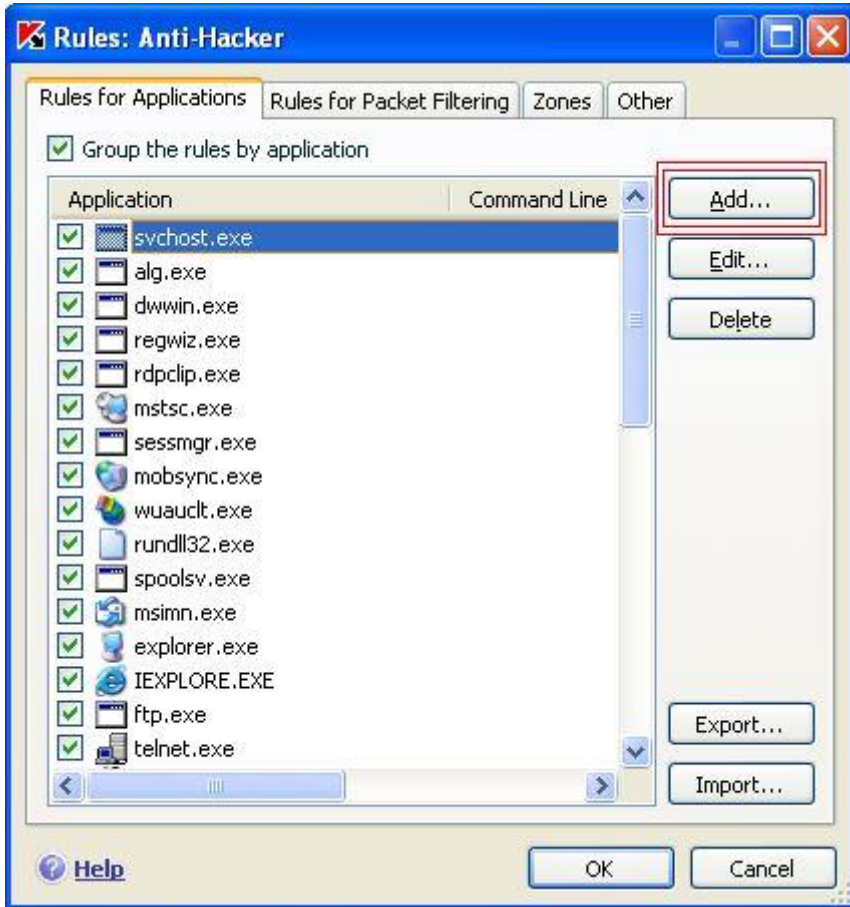 Rules: Anti-Hacker
Rules for Applications Rules for Packet Filtering Zones Other
Group the rules by application
Application Command Line
Add...
svchost.exe
alg.exe
Edit...
dwwin.exe
Delete
regwiz.exe
rdpclip.exe
mstsc.exe
sessmgr.exe
mobsync.exe
wuauclt.exe
rundll32.exe
spoolsv.exe
msimn.exe
explorer.exe
IEXPLORE.EXE
ftp.exe
Export...
telnet.exe
Import...
Help
OK Cancel